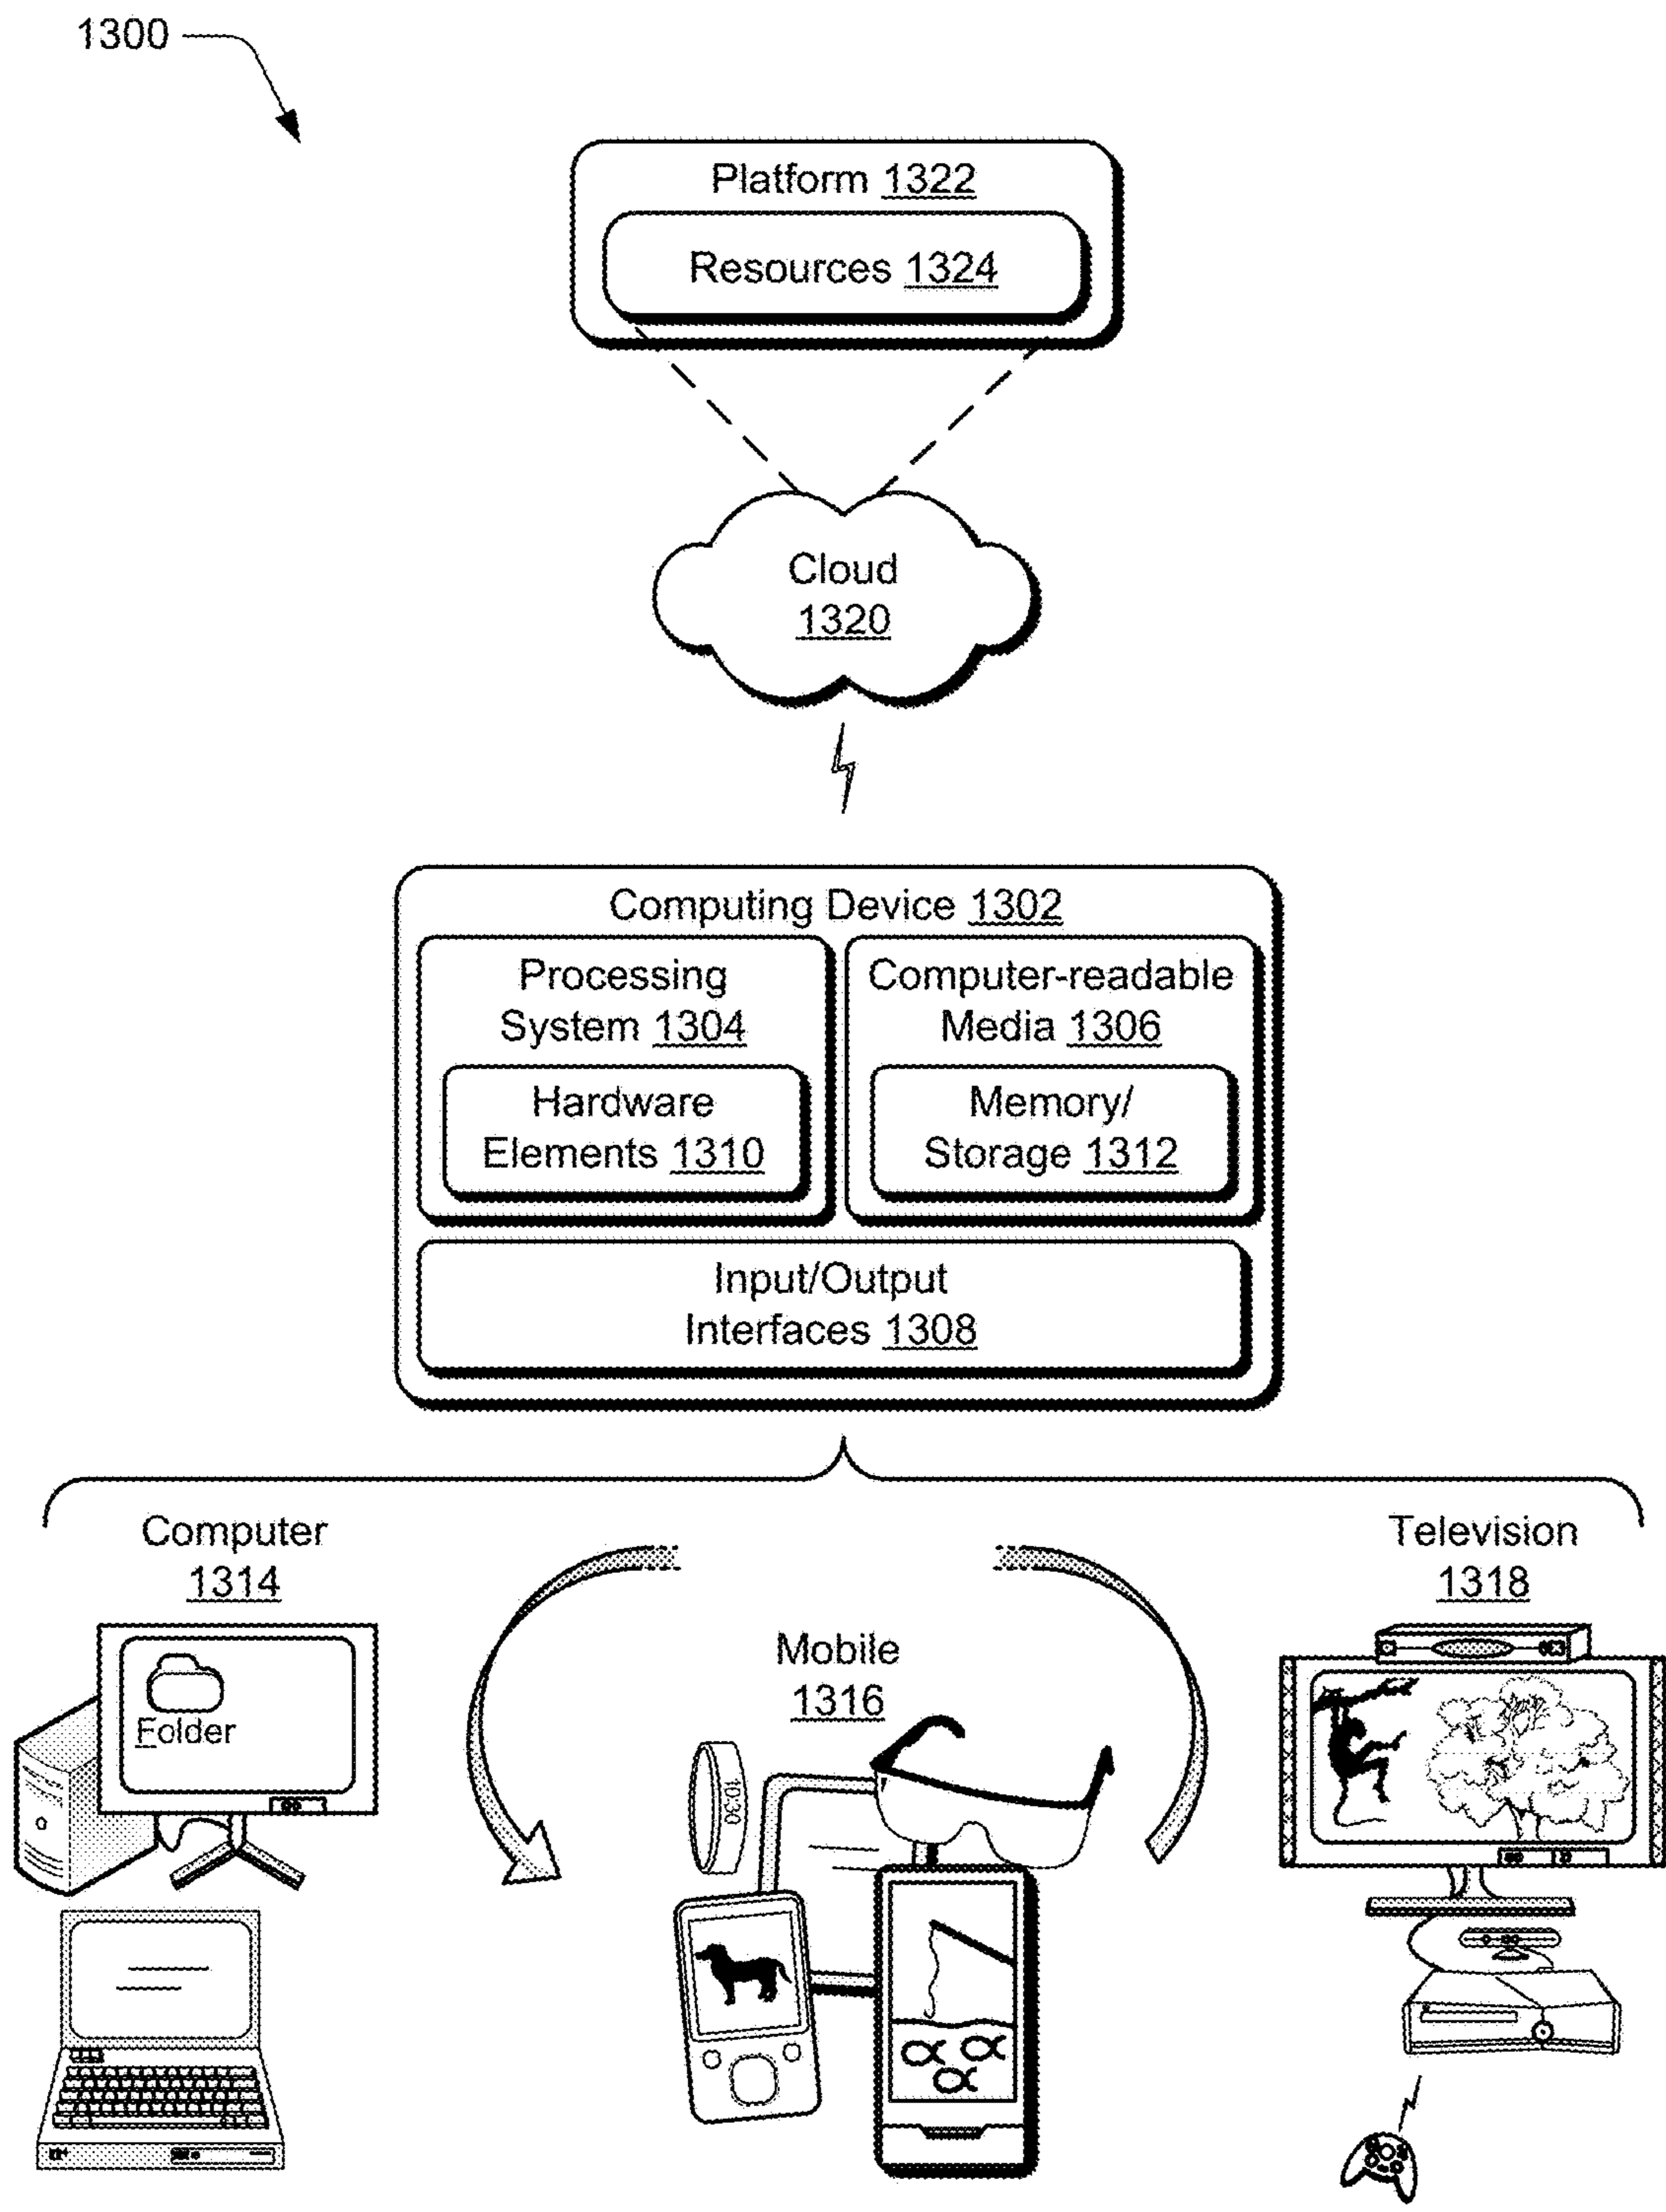 1300
Platform 1322
Resources 1324
Cloud
1320
Computing Device 1302
Processing
System 1304
Hardware
Elements 1310
Computer-readable
Media 1306
Memory/
Storage 1312
Input/Output
Interfaces 1308
Computer
1314
Folder
Mobile
1316
10:30
Television
1318